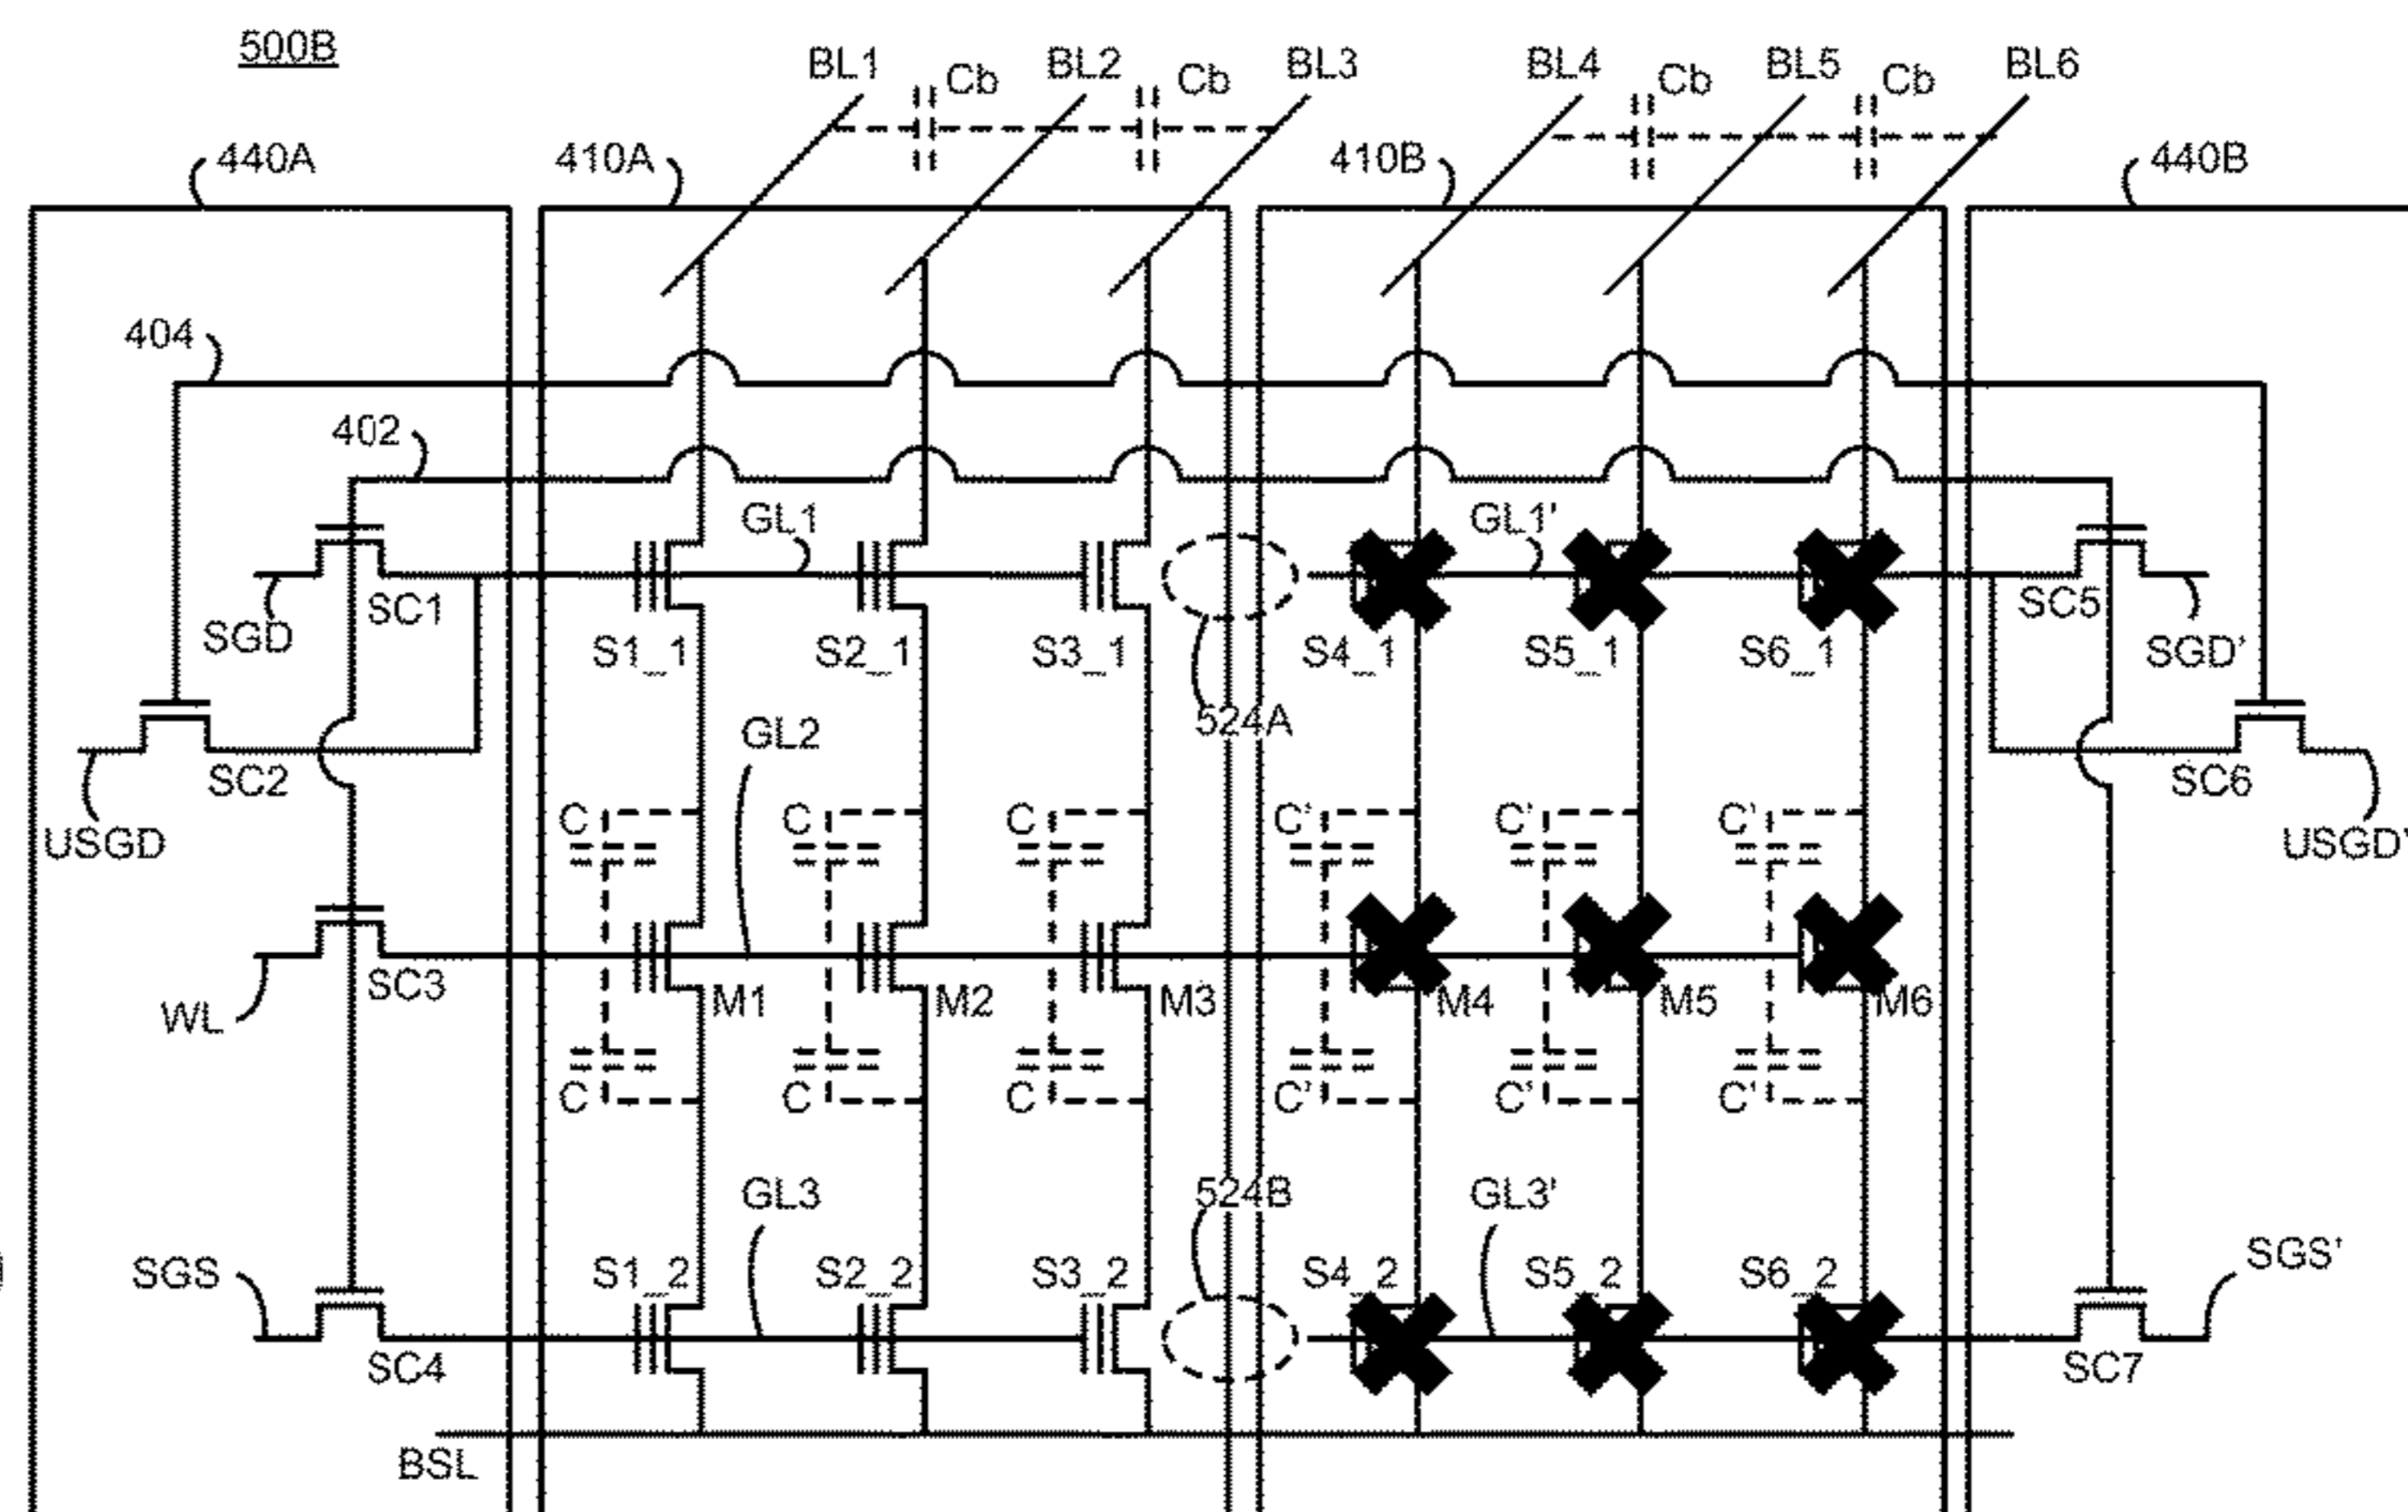 500B
BL1 Cb BL2 Cb BL3 BL4 Cb BL5 Cb BL6
440A 410A 410B 440B
404
402
GL1 GL1'
SGD SC1 S1_1 S2_1 S3_1 S4_1 S5_1 S6_1 SC5 SGD'
524A
GL2
USGD SC2 SC6 USGD'
C C C C' C' C'
WL SC3 M1 M2 M3 M4 M5 M6
C C C C' C' C'
GL3 524B GL3'
SGS S1_2 S2_2 S3_2 S4_2 S5_2 S6_2 SGS'
SC4 SC7
BSL